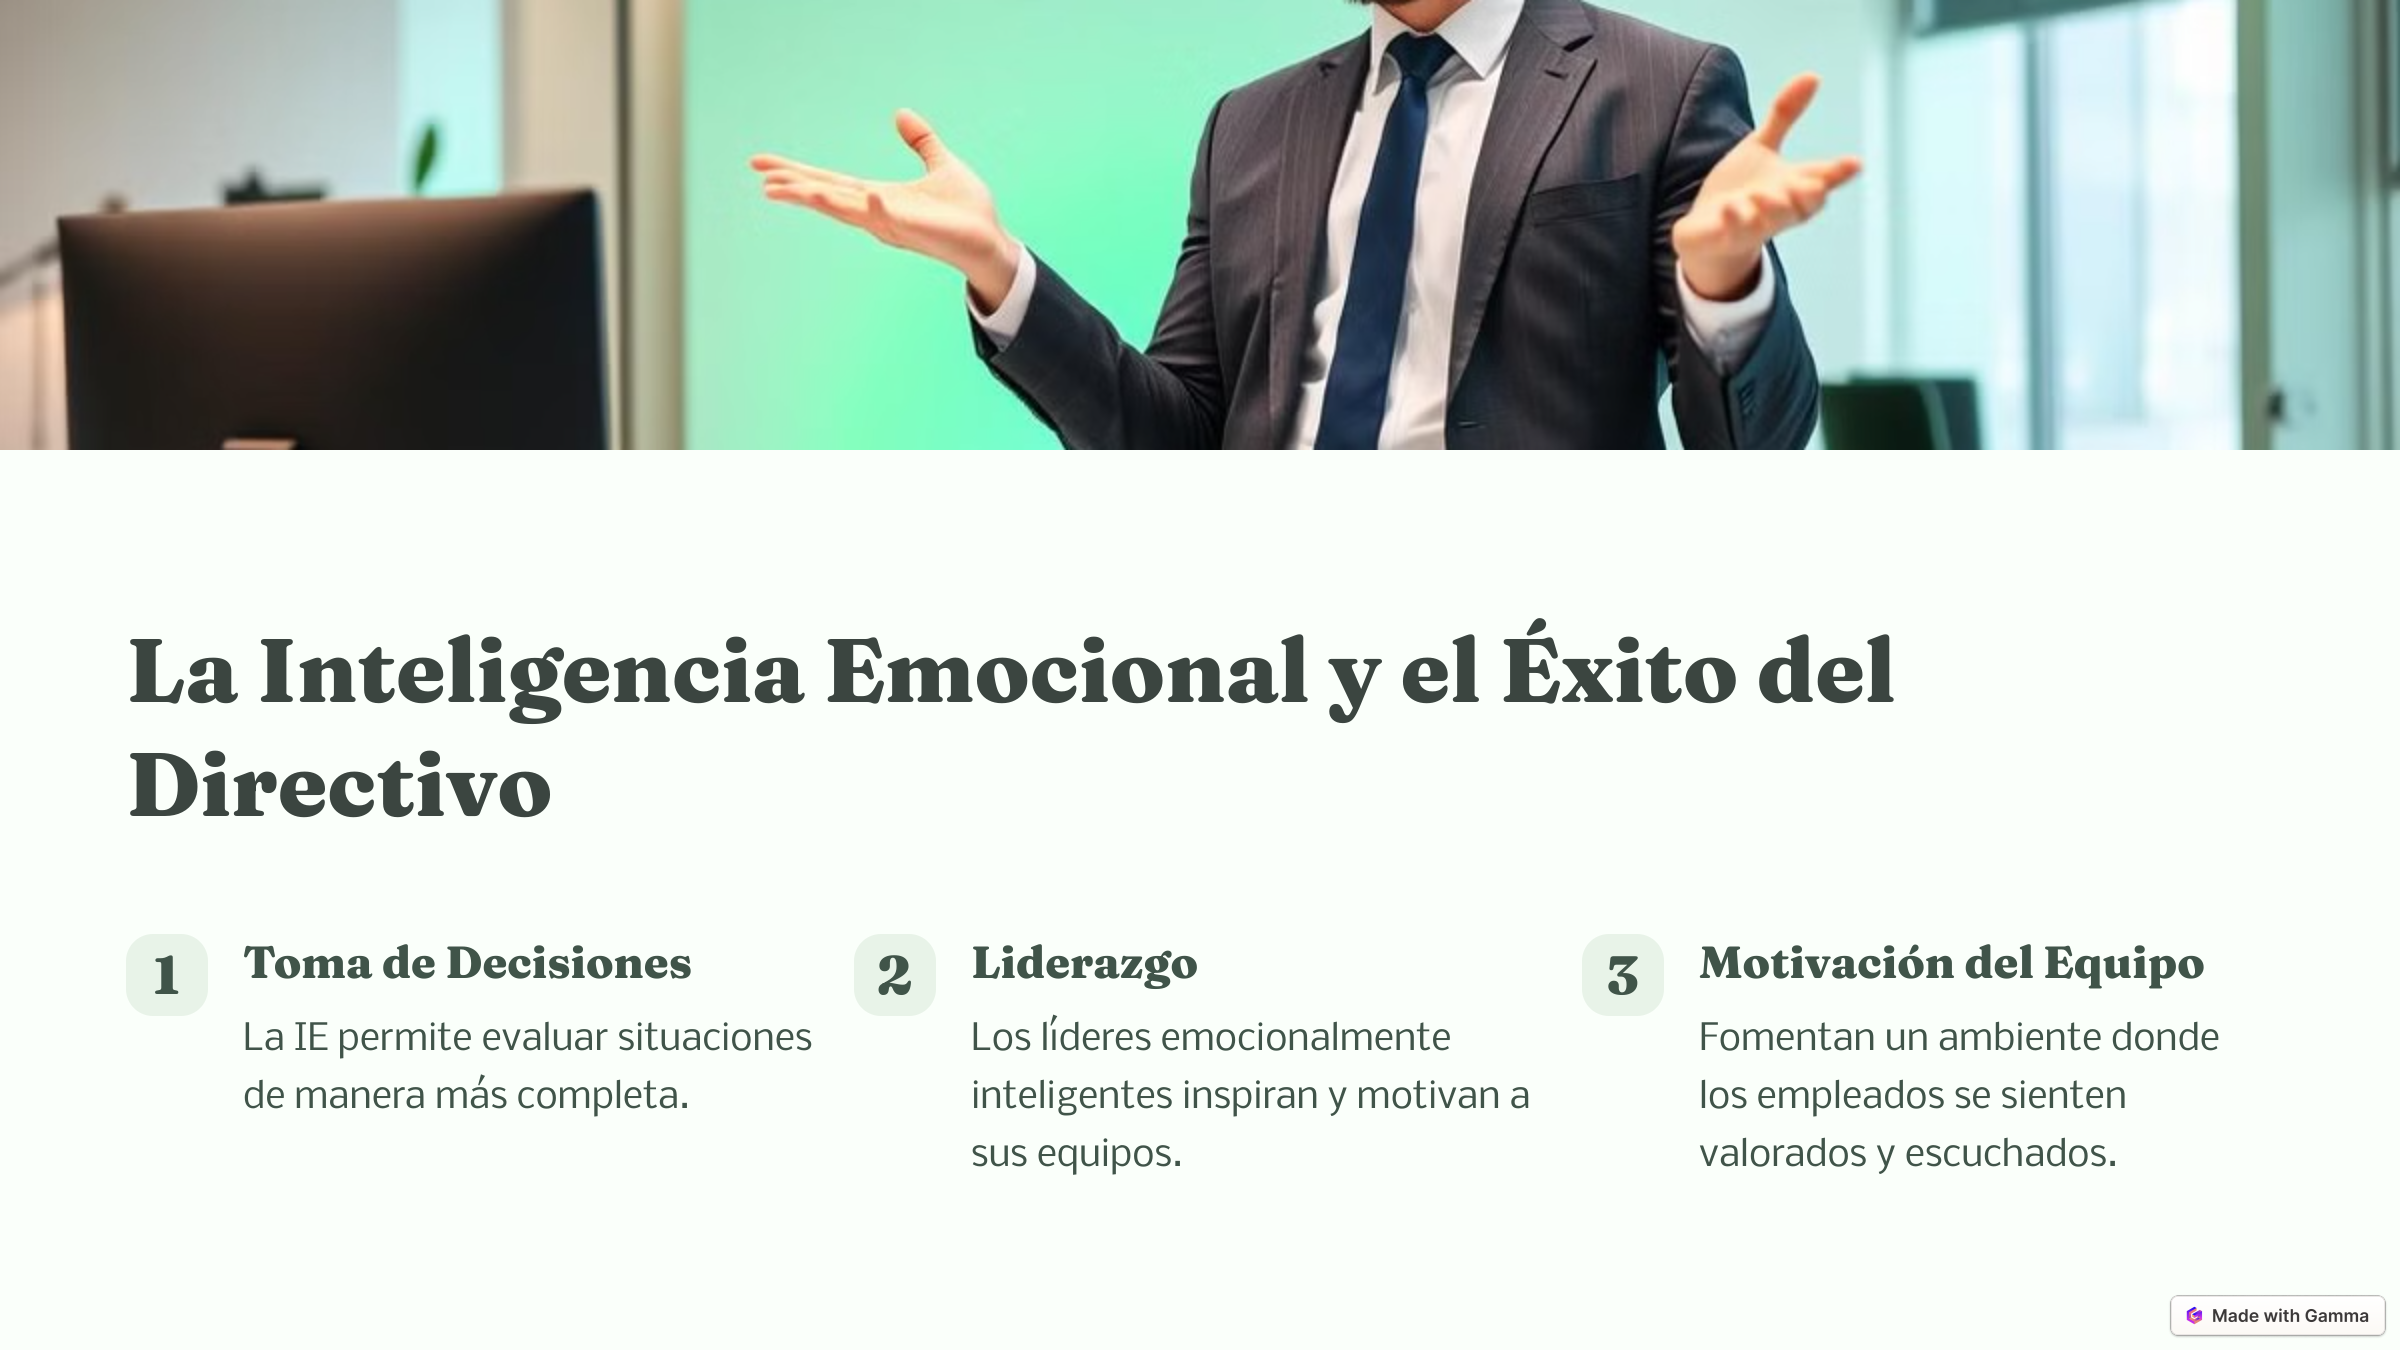 La Inteligencia Emocional y el Éxito del
Directivo
1
Toma de Decisiones
La IE permite evaluar situaciones
de manera más completa.
2
Liderazgo
Los líderes emocionalmente
inteligentes inspiran y motivan a
sus equipos.
3
Motivación del Equipo
Fomentan un ambiente donde
los empleados se sienten
valorados y escuchados.
Made with Gamma